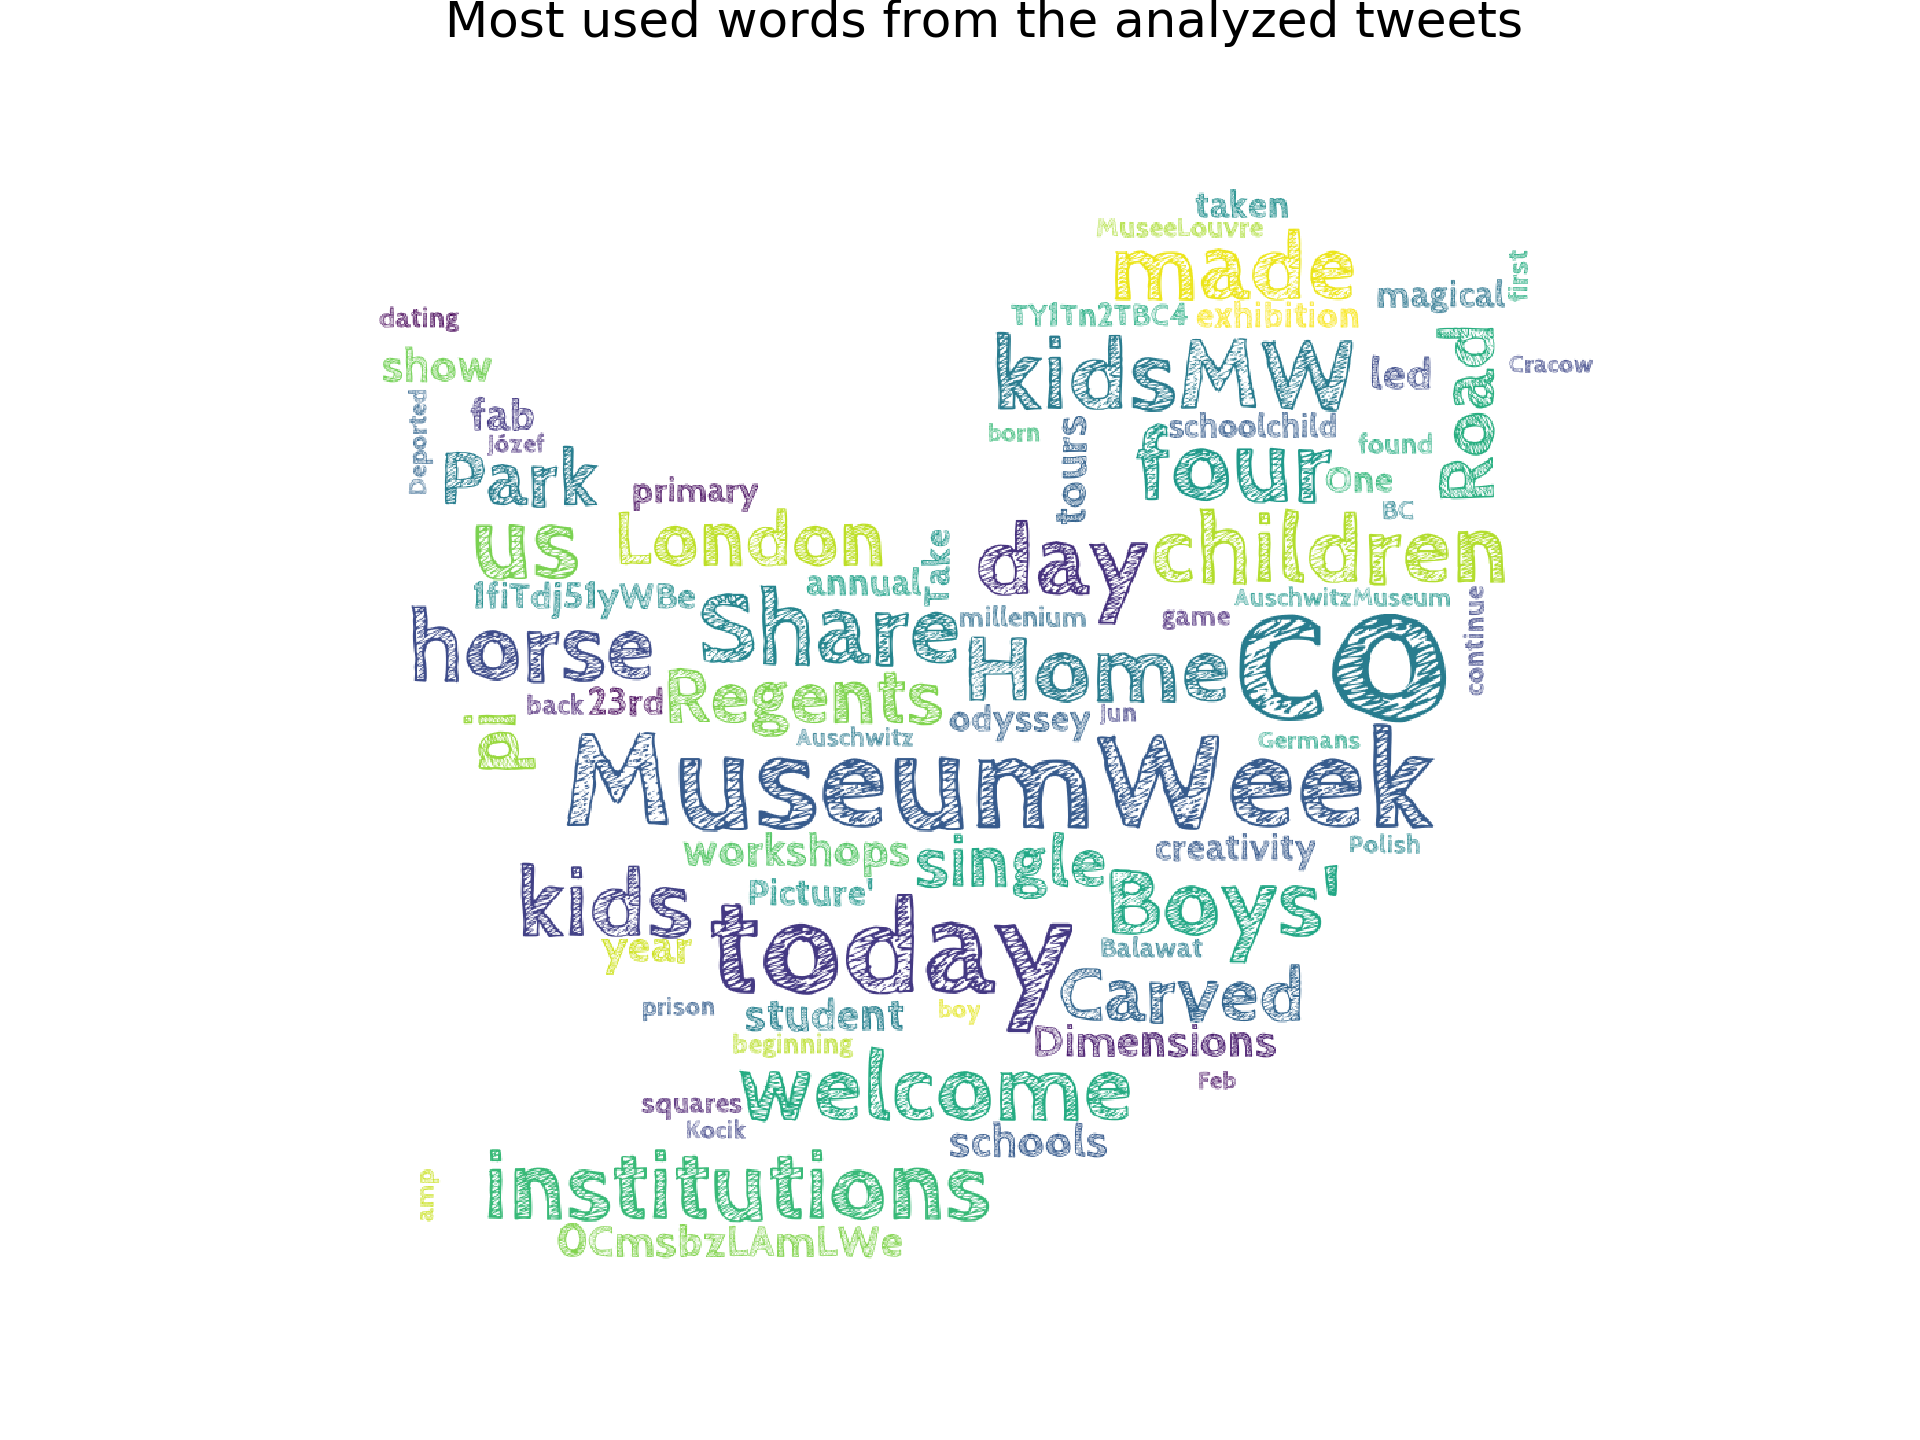 Most used words from the analyzed tweets
taken
MuseeLouvre
made
first
magical
dating
TY1Tn2TBC4 exhibition
show
kidsMW
led
Road
Cracow
Deported
fab
Józef
born
tours
schoolchild
found
Park
four
One
primary
BC
us
London
day
children
Take
annual
1fiTdj51yWBe
AuschwitzMuseum
horse
Share
millenium
game
continue
Home
CO
back
23rd
Regents
odyssey
Jun
id
Auschwitz
Germans
MuseumWeek
workshops
single
creativity
Polish
kids
Picture'
Boys'
year
today
Balawat
prison
student
boy
Carved
beginning
Dimensions
welcome
Feb
squares
Kocik
schools
amp
institutions
OCmsbzLAmLWe